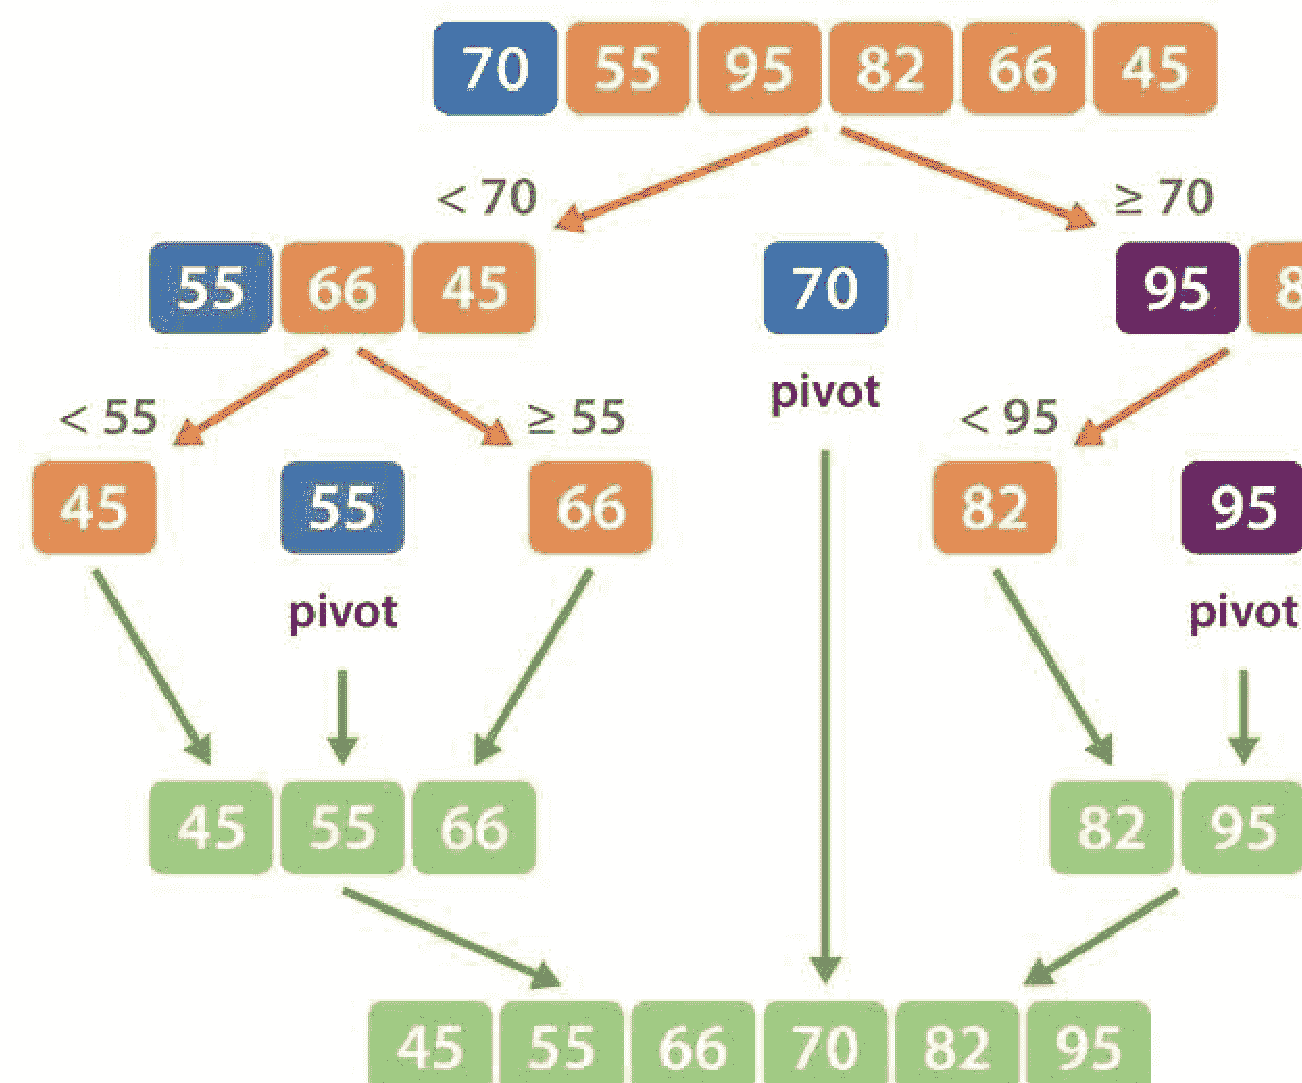 70 55 95 82 66 45
< 70 ≥ 70
55 66 45 70 95 8
pivot
< 55 ≥ 55 < 95
45 55 66 82 95
pivot pivot
45 55 66 82 95
45 55 66 70 82 95